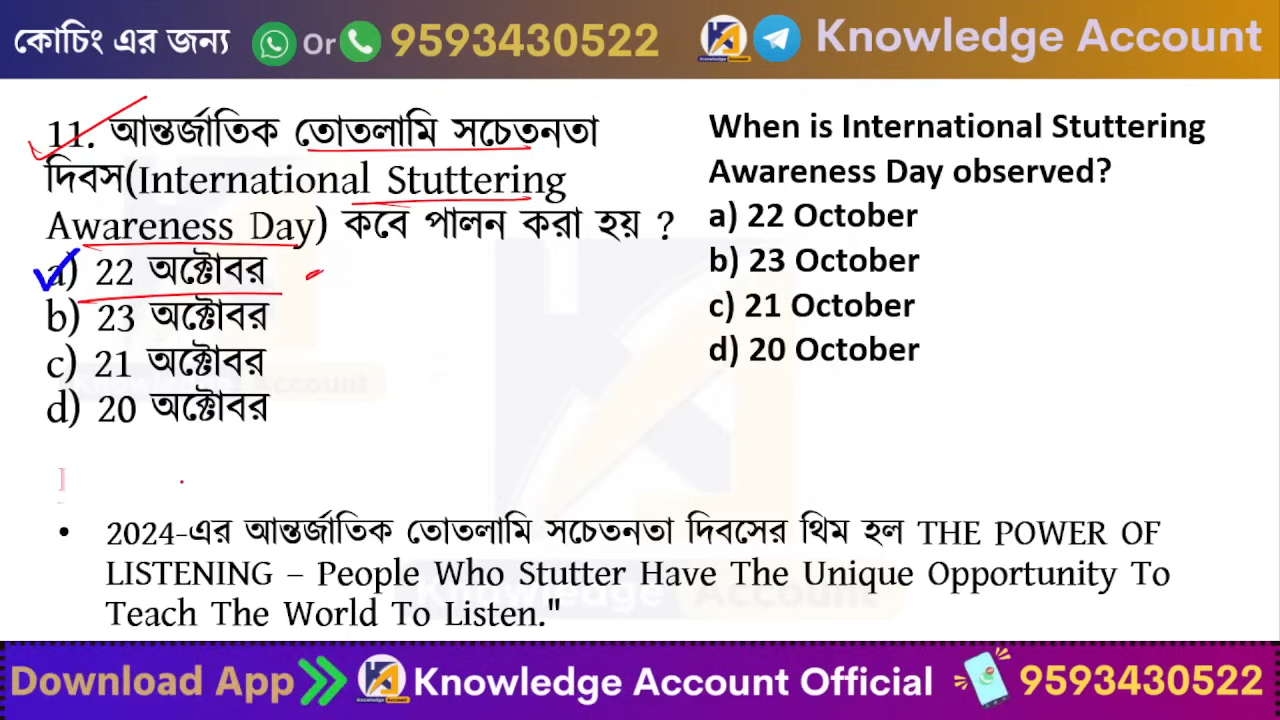 কোচিং এর জন্য Or 9593430522 Knowledge Account
11. আন্তর্জাতিক তোতলামি সচেতনতা
দিবস(International Stuttering
Awareness Day) কবে পালন করা হয় ?
a) 22 অক্টোবর
b) 23 অক্টোবর
c) 21 অক্টোবর
d) 20 অক্টোবর
When is International Stuttering
Awareness Day observed?
a) 22 October
b) 23 October
c) 21 October
d) 20 October
• 2024-এর আন্তর্জাতিক তোতলামি সচেতনতা দিবসের থিম হল THE POWER OF
LISTENING – People Who Stutter Have The Unique Opportunity To
Teach The World To Listen."
Knowledge Account
Download App Knowledge Account Official 9593430522